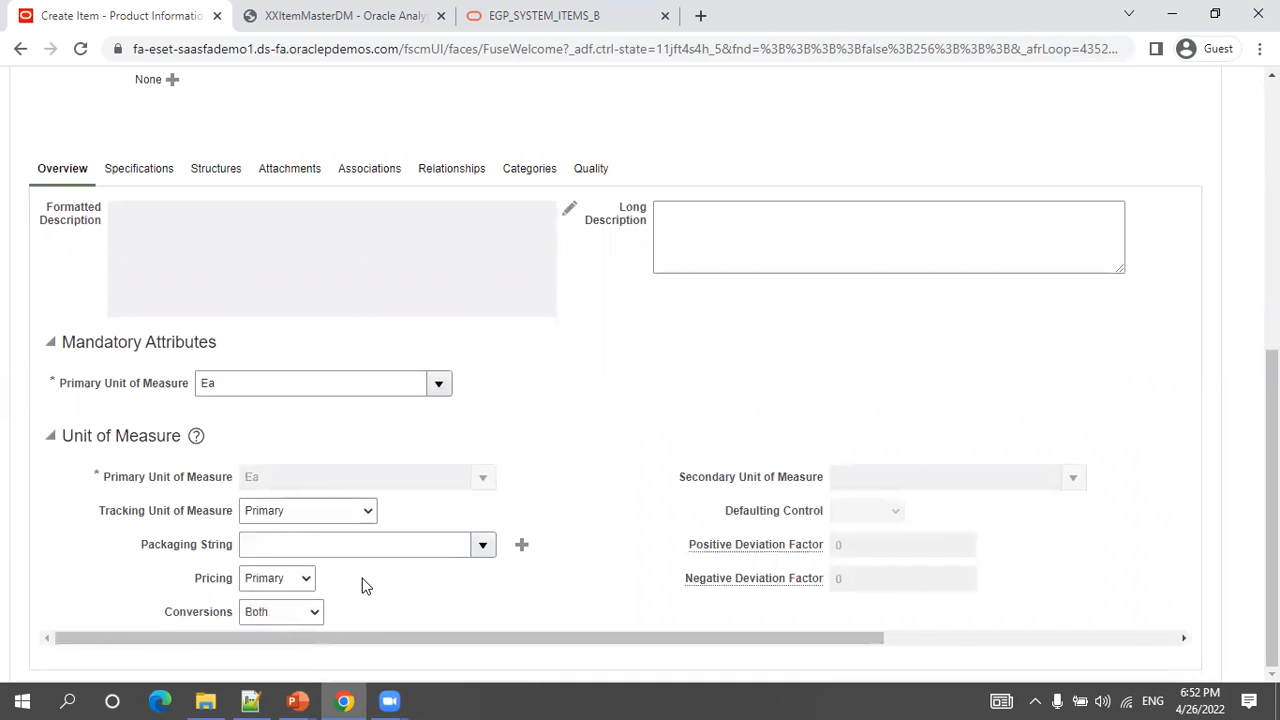 Create Item - Product Informatio
XXItemMasterDM - Oracle Analyt
EGP_SYSTEM_ITEMS_B
fa-eset-saasfademo1.ds-fa.oraclepdemos.com/fscmUI/faces/FuseWelcome?_adf.ctrl-state=11jft4s4h_5&fnd=%3B%3B%3B%3Bfalse%3B256%3B%3B%3B&_afrLoop=4352...
Guest
None
Overview Specifications Structures Attachments Associations Relationships Categories Quality
Formatted Description
Long Description
Mandatory Attributes
* Primary Unit of Measure Ea
Unit of Measure ?
* Primary Unit of Measure Ea
Secondary Unit of Measure
Tracking Unit of Measure Primary
Defaulting Control
Packaging String
Positive Deviation Factor 0
Pricing Primary
Negative Deviation Factor 0
Conversions Both
ENG
6:52 PM
4/26/2022